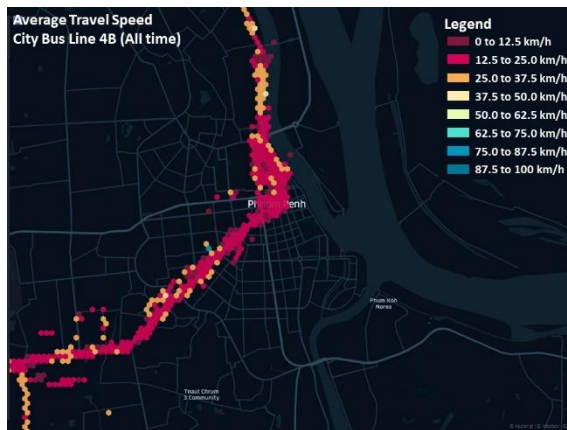 Average Travel Speed
City Bus Line 4B (All time)
Legend
0 to 12.5 km/h
12.5 to 25.0 km/h
25.0 to 37.5 km/h
37.5 to 50.0 km/h
50.0 to 62.5 km/h
62.5 to 75.0 km/h
75.0 to 87.5 km/h
87.5 to 100 km/h
Phnom Penh
Phum Koh
Norea
3 Community